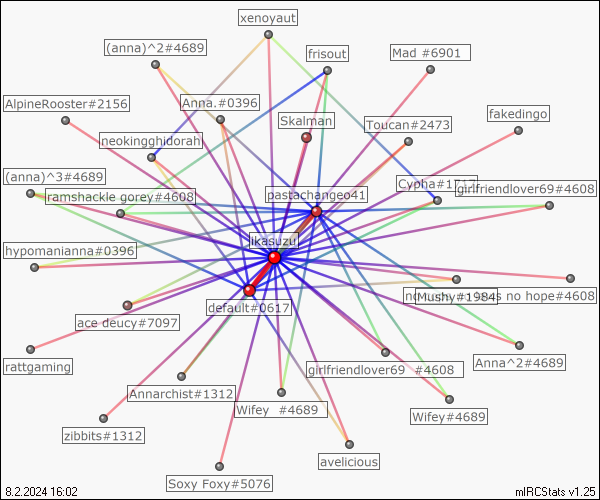 xenoyaut
(anna)^2#4689
frisout
Mad #6901
AlpineRooster#2156
Anna.#0396
Skalman
Toucan#2473
fakedingo
neokingghidorah
(anna)^3#4689
ramshackle gorey#4608
pastachangeo41
Cypha#1717
girlfriendlover69#4608
ikasuzu
hypomanianna#0396
default#0617
Mushy#1984
s no hope#4608
ace deucy#7097
rattgaming
girlfriendlover69 #4608
Anna^2#4689
Annarchist#1312
Wifey #4689
Wifey#4689
zibbits#1312
avelicious
Soxy Foxy#5076
8.2.2024 16:02
mIRCStats v1.25